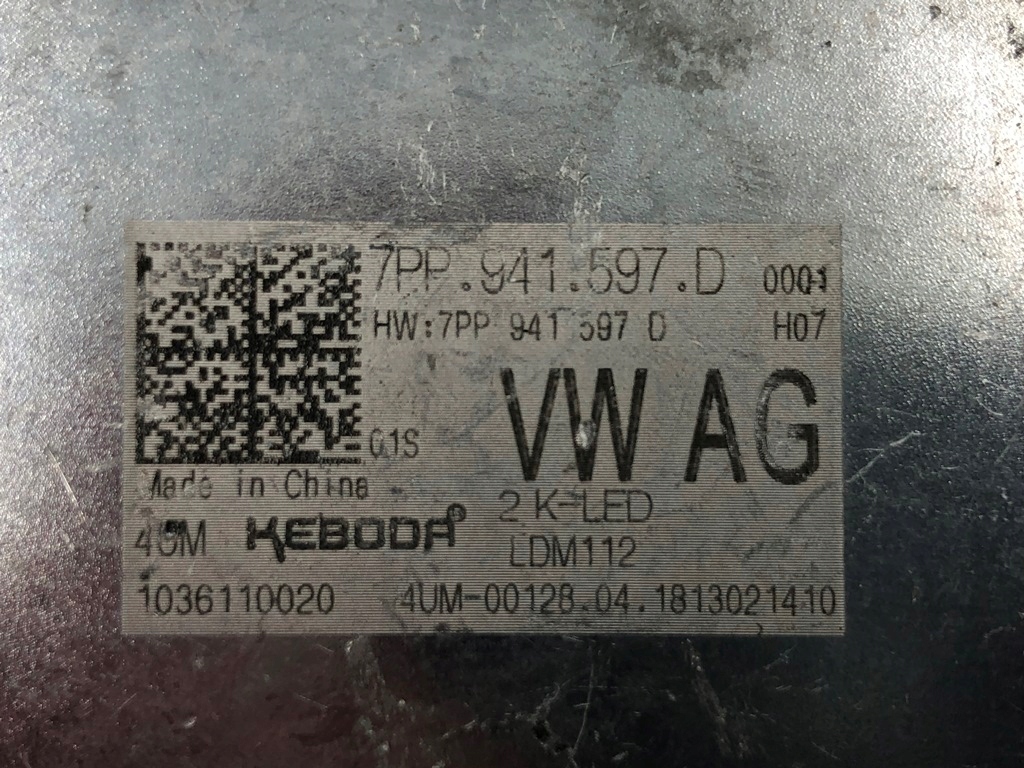 7PP.941.597.D 0001
HW:7PP 941 597 D H07
VW AG
01S
Made in China
2 K-LED
4UM KEBODA®
LDM112
1036110020 4UM-00128.04.1813021410